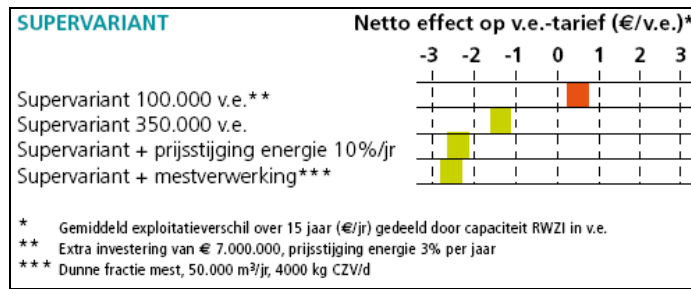 SUPERVARIANT Netto effect op v.e.-tarief (€/v.e.)*
-3 -2 -1 0 1 2 3
Supervariant 100.000 v.e.**
Supervariant 350.000 v.e.
Supervariant + prijsstijging energie 10%/jr
Supervariant + mestverwerking***
* Gemiddeld exploitatieverschil over 15 jaar (€/jr) gedeeld door capaciteit RWZI in v.e.
** Extra investering van € 7.000.000, prijsstijging energie 3% per jaar
*** Dunne fractie mest, 50.000 m³/jr, 4000 kg CZV/d